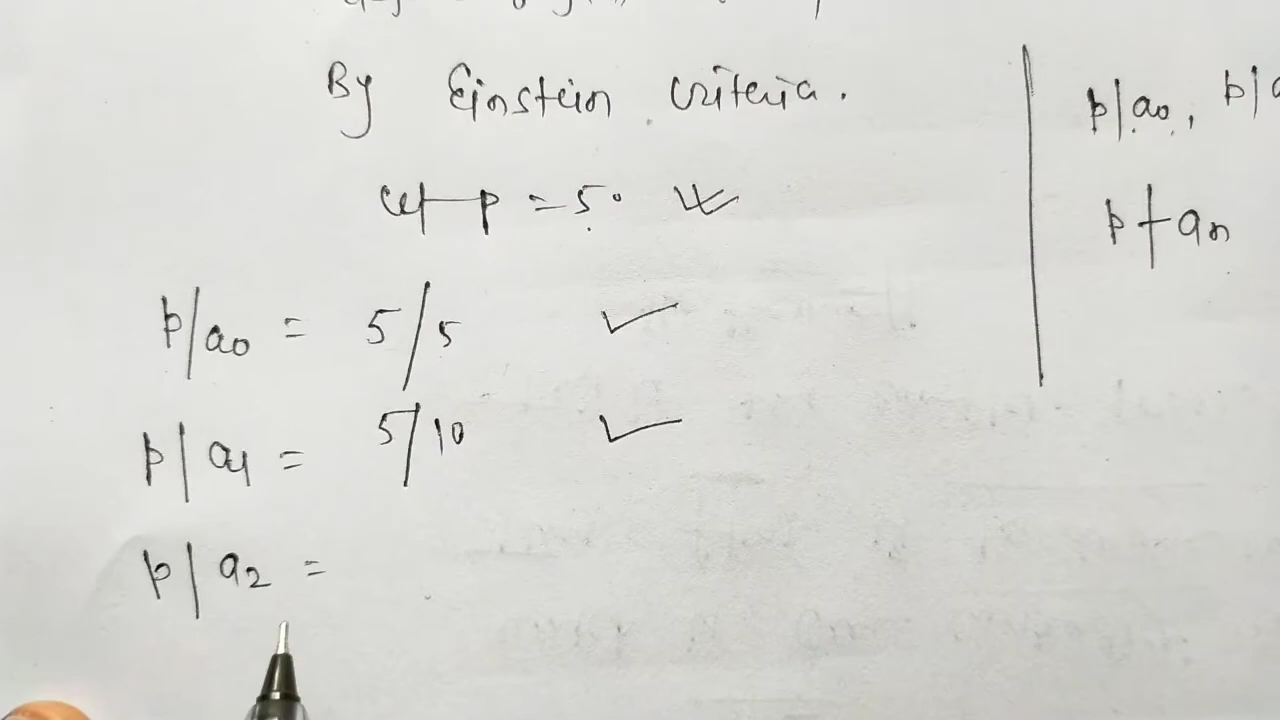 By Einstein criteria.
let p = 5.
p/a0 = 5/5 ✓
p/a1 = 5/10 ✓
p/a2 =
p/a0, p/a
p∤an